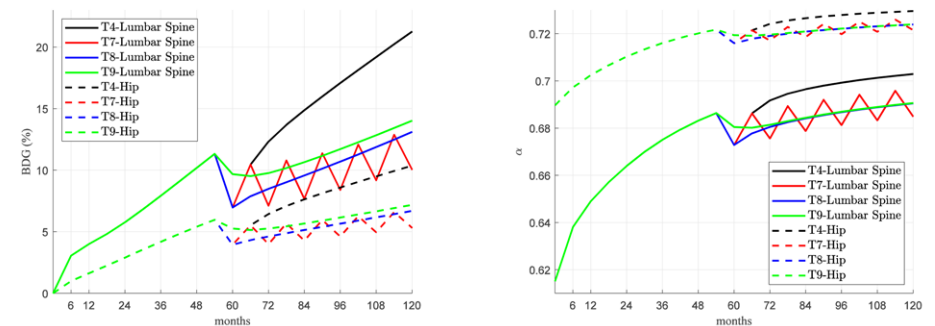 T4-Lumbar Spine
T7-Lumbar Spine
T8-Lumbar Spine
T9-Lumbar Spine
T4-Hip
T7-Hip
T8-Hip
T9-Hip
BDG (%)
20
15
10
5
0
6 12 24 36 48 60 72 84 96 108 120
months
α
0.72
0.7
0.68
0.66
0.64
0.62
T4-Lumbar Spine
T7-Lumbar Spine
T8-Lumbar Spine
T9-Lumbar Spine
T4-Hip
T7-Hip
T8-Hip
T9-Hip
6 12 24 36 48 60 72 84 96 108 120
months